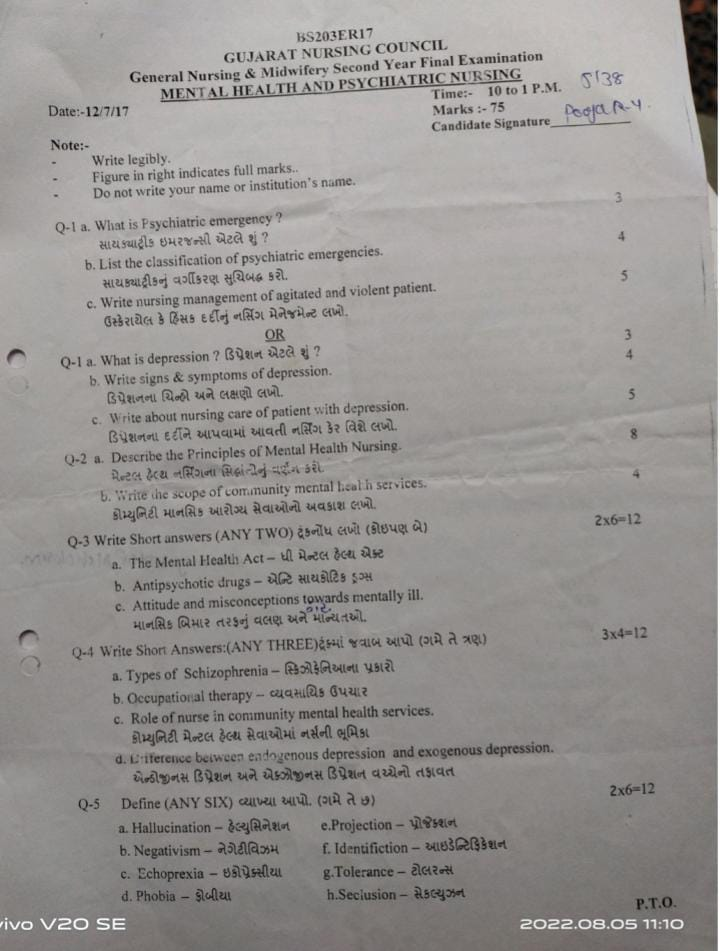 BS203ER17
GUJARAT NURSING COUNCIL
General Nursing & Midwifery Second Year Final Examination
MENTAL HEALTH AND PSYCHIATRIC NURSING
5138
Date:-12/7/17 Time:- 10 to 1 P.M.
Marks :- 75
Candidate Signature Pooja R.Y.
Note:-
- Write legibly.
- Figure in right indicates full marks..
- Do not write your name or institution's name.
Q-1 a. What is Psychiatric emergency ? 3
સાયક્યાટ્રીક ઇમરજન્સી એટલે શું ?
b. List the classification of psychiatric emergencies. 4
સાયક્યાટ્રીકનું વર્ગીકરણ સુચિબદ્ધ કરો.
c. Write nursing management of agitated and violent patient. 5
ઉશ્કેરાયેલ કે હિંસક દર્દીનું નર્સિંગ મેનેજમેન્ટ લખો.
OR
Q-1 a. What is depression ? ડિપ્રેશન એટલે શું ? 3
b. Write signs & symptoms of depression. 4
ડિપ્રેશનના ચિન્હો અને લક્ષણો લખો.
c. Write about nursing care of patient with depression. 5
ડિપ્રેશનના દર્દીને આપવામાં આવતી નર્સિંગ કેર વિશે લખો.
Q-2 a. Describe the Principles of Mental Health Nursing. 8
મેન્ટલ હેલ્થ નર્સિંગના સિદ્ધાંતોનું વર્ણન કરો.
b. Write the scope of community mental health services. 4
કોમ્યુનિટી માનસિક આરોગ્ય સેવાઓનો અવકાશ લખો.
Q-3 Write Short answers (ANY TWO) ટૂંકનોંધ લખો (કોઇપણ બે) 2x6=12
a. The Mental Health Act – ધી મેન્ટલ હેલ્થ એક્ટ
b. Antipsychotic drugs – એન્ટિ સાયકોટિક ડ્રગ્સ
c. Attitude and misconceptions towards mentally ill.
માનસિક બિમાર તરફનું વલણ અને માન્યતઓ.
Q-4 Write Short Answers:(ANY THREE)ટૂંકમાં જવાબ આપો (ગમે તે ત્રણ) 3x4=12
a. Types of Schizophrenia – સ્કિઝોફેનિઆના પ્રકારો
b. Occupational therapy – વ્યવસાયિક ઉપચાર
c. Role of nurse in community mental health services.
કોમ્યુનિટી મેન્ટલ હેલ્થ સેવાઓમાં નર્સની ભૂમિકા
d. Difference between endogenous depression and exogenous depression.
એન્ડોજીનસ ડિપ્રેશન અને એક્ઝોજીનસ ડિપ્રેશન વચ્ચેનો તફાવત
Q-5 Define (ANY SIX) વ્યાખ્યા આપો. (ગમે તે છ) 2x6=12
a. Hallucination – હેલ્યુસિનેશન e.Projection – પ્રોજેક્શન
b. Negativism – નેગેટીવિઝમ f. Identifiction – આઇડેન્ટિફિકેશન
c. Echoprexia – ઇકોપ્રેક્સીયા g.Tolerance – ટોલરન્સ
d. Phobia – ફોબીયા h.Seclusion – સેક્લ્યુઝન
P.T.O.
vivo V20 SE 2022.08.05 11:10